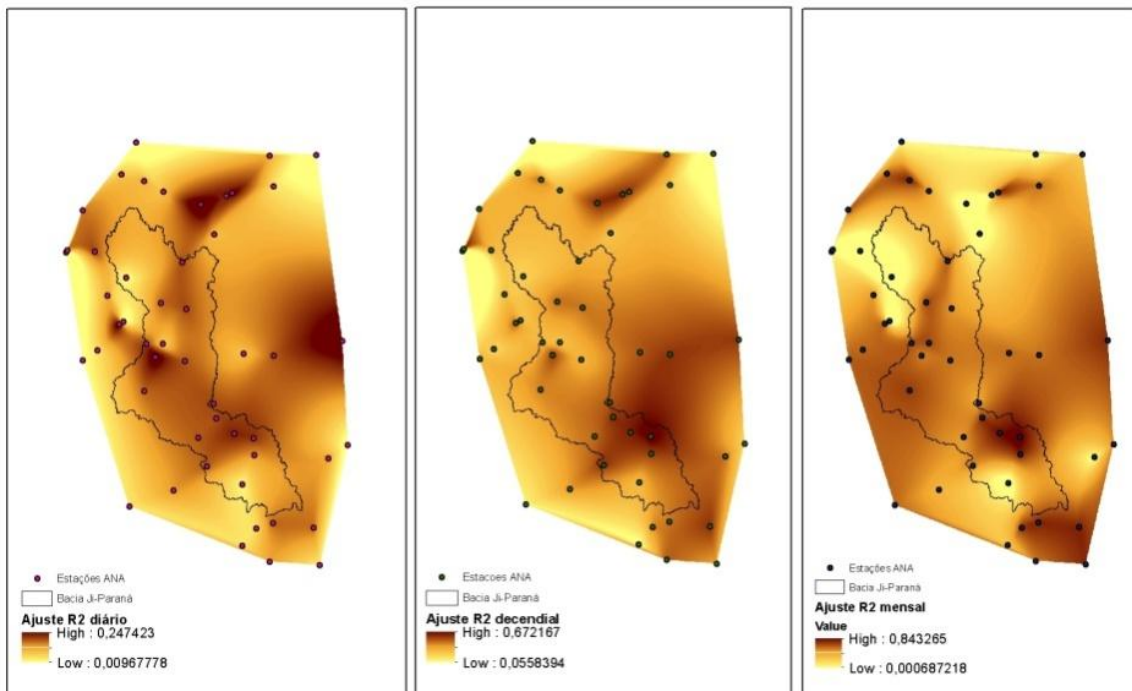 Estações ANA
Bacia Ji-Paraná
Ajuste R2 diário
High : 0,247423
Low : 0,00967778
Estacoes ANA
Bacia Ji-Paraná
Ajuste R2 decendial
High : 0,672167
Low : 0,0558394
Estações ANA
Bacia Ji-Paraná
Ajuste R2 mensal
Value
High : 0,843265
Low : 0,000687218